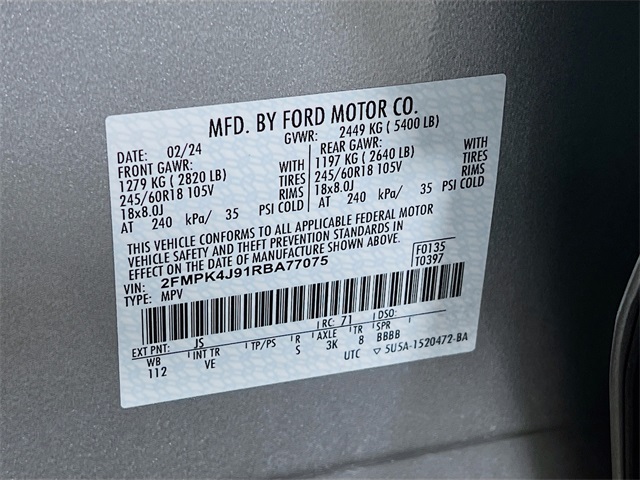 MFD. BY FORD MOTOR CO.
DATE: 02/24 GVWR: 2449 KG ( 5400 LB)
FRONT GAWR: REAR GAWR:
1279 KG ( 2820 LB) WITH 1197 KG ( 2640 LB) WITH
245/60R18 105V TIRES 245/60R18 105V TIRES
18x8.0J RIMS 18x8.0J RIMS
AT 240 kPa/ 35 PSI COLD AT 240 kPa/ 35 PSI COLD
THIS VEHICLE CONFORMS TO ALL APPLICABLE FEDERAL MOTOR
VEHICLE SAFETY AND THEFT PREVENTION STANDARDS IN
EFFECT ON THE DATE OF MANUFACTURE SHOWN ABOVE.
VIN: 2FMPK4J91RBA77075 F0135
TYPE: MPV T0397
EXT PNT: JS RC: 71 DSO:
WB INT TR TP/PS R AXLE TR SPR
112 VE S 3K 8 BBBB
UTC ▽ 5U5A-1520472-BA